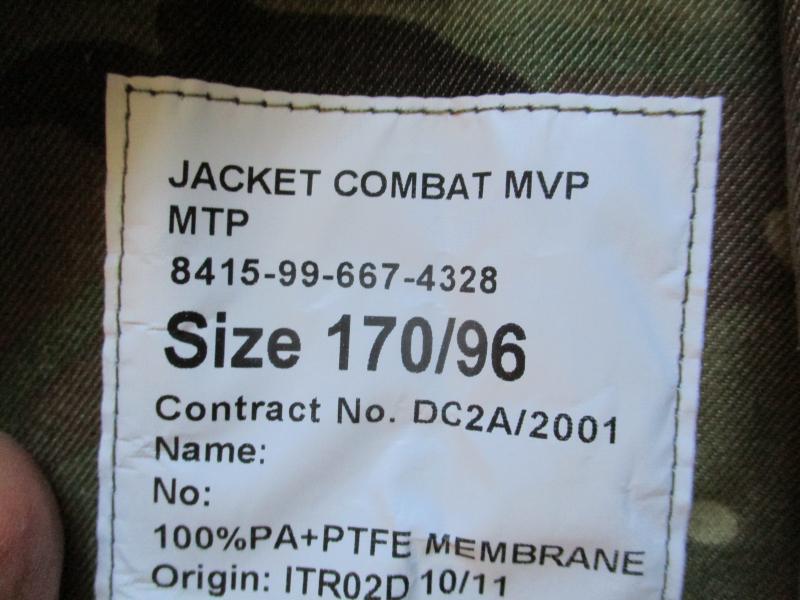 JACKET COMBAT MVP
MTP
8415-99-667-4328
Size 170/96
Contract No. DC2A/2001
Name:
No:
100%PA+PTFE MEMBRANE
Origin: ITR02D 10/11